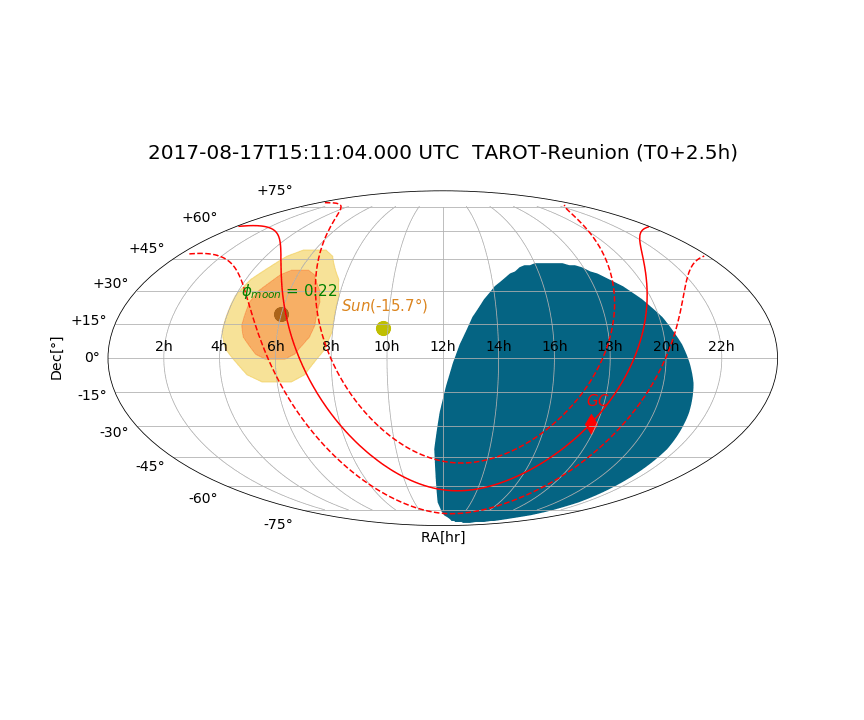 2017-08-17T15:11:04.000 UTC  TAROT-Reunion (T0+2.5h)
+75°
+60°
+45°
+30°
+15°
0°
-15°
-30°
-45°
-60°
-75°
Dec[°]
ϕmoon = 0.22
Sun(-15.7°)
2h 4h 6h 8h 10h 12h 14h 16h 18h 20h 22h
GC
RA[hr]